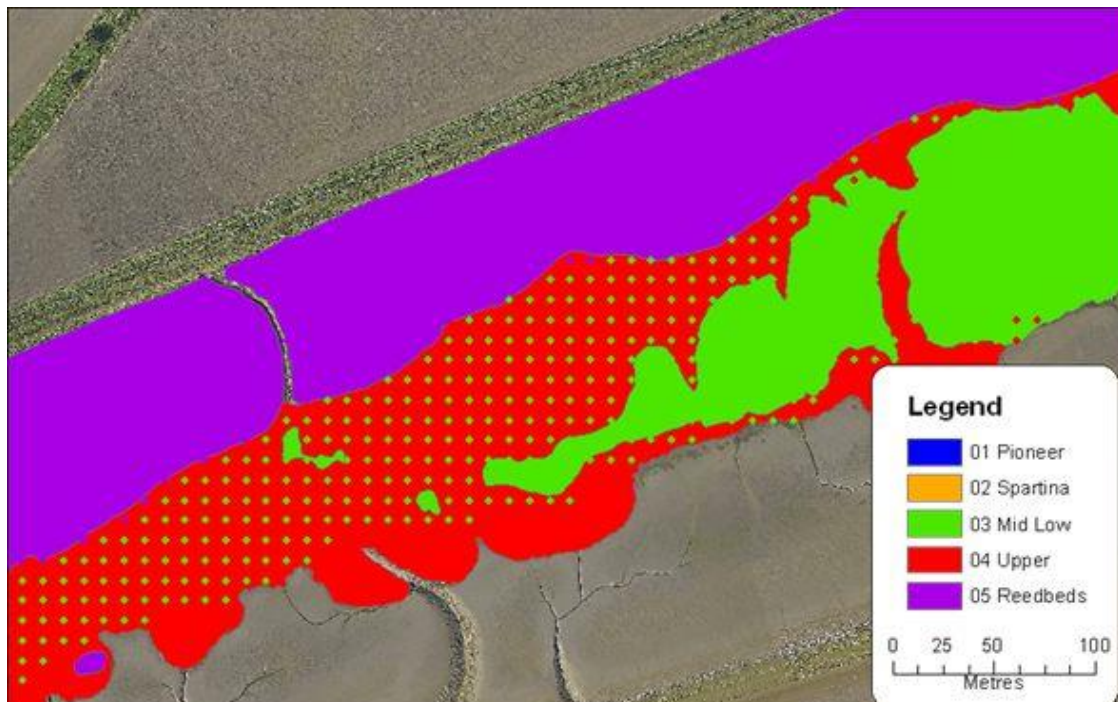 Legend
01 Pioneer
02 Spartina
03 Mid Low
04 Upper
05 Reedbeds
0 25 50 100
Metres